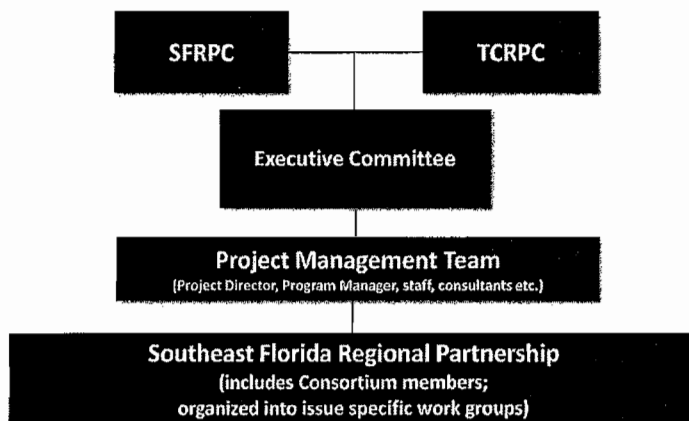 SFRPC
TCRPC
Executive Committee
Project Management Team
(Project Director, Program Manager, staff, consultants etc.)
Southeast Florida Regional Partnership
(includes Consortium members;
organized into issue specific work groups)